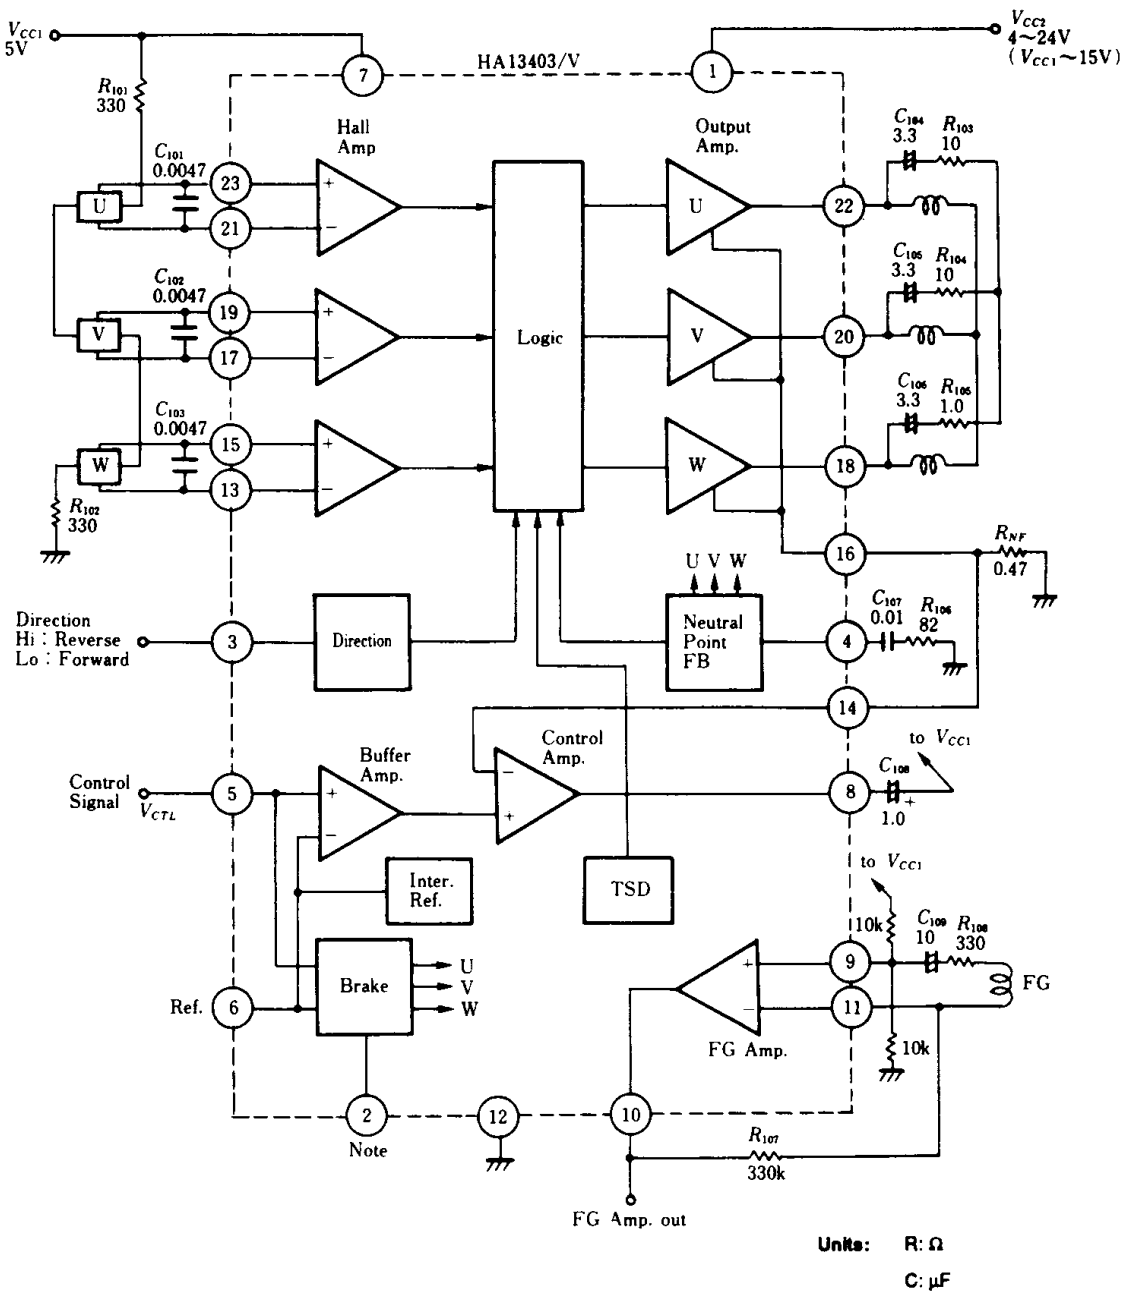 VCC1
5V
HA13403/V
VCC2
4～24V
(VCC1～15V)
7
1
R101
330
Hall
Amp
Output
Amp.
C104
3.3
R103
10
C101
0.0047
23
U
21
+
−
U
22
C105
3.3
R104
10
C102
0.0047
19
V
17
+
−
Logic
V
20
C106
3.3
R105
1.0
C103
0.0047
15
W
13
+
−
W
18
R102
330
16
RNF
0.47
U V W
Direction
Hi : Reverse
Lo : Forward
3
Direction
Neutral
Point
FB
4
C107
0.01
R106
82
14
Control
Amp.
to VCC1
Buffer
Amp.
Control
Signal
VCTL
5
+
−
−
+
8
C108
+
1.0
Inter.
Ref.
TSD
to VCC1
10k
C109
10
R108
330
Ref.
6
Brake
U
V
W
+
−
9
11
FG
FG Amp.
10k
2
12
10
Note
R107
330k
FG Amp. out
Units: R: Ω
C: μF